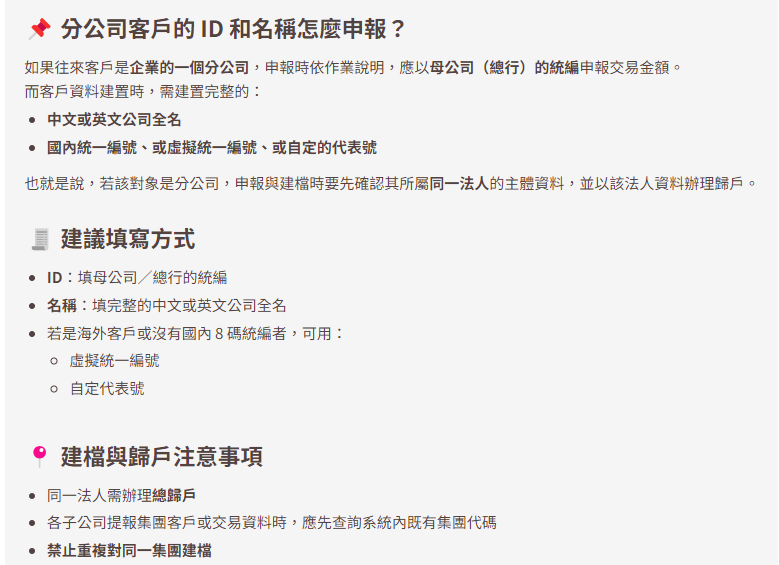 分公司客戶的 ID 和名稱怎麼申報？
如果往來客戶是企業的一個分公司，申報時依作業說明，應以母公司（總行）的統編申報交易金額。
而客戶資料建置時，需建置完整的：
• 中文或英文公司全名
• 國內統一編號、或虛擬統一編號、或自定的代表號
也就是說，若該對象是分公司，申報與建檔時要先確認其所屬同一法人的主體資料，並以該法人資料辦理歸戶。
建議填寫方式
• ID：填母公司／總行的統編
• 名稱：填完整的中文或英文公司全名
• 若是海外客戶或沒有國內 8 碼統編者，可用：
○ 虛擬統一編號
○ 自定代表號
建檔與歸戶注意事項
• 同一法人需辦理總歸戶
• 各子公司提報集團客戶或交易資料時，應先查詢系統內既有集團代碼
• 禁止重複對同一集團建檔